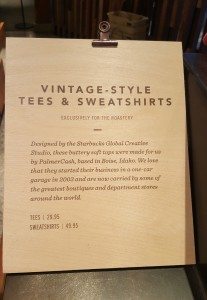 VINTAGE-STYLE
TEES & SWEATSHIRTS
EXCLUSIVELY FOR THE ROASTERY
Designed by the Starbucks Global Creative
Studio, these buttery soft tops were made for us
by PalmerCash, based in Boise, Idaho. We love
that they started their business in a one-car
garage in 2002 and are now carried by some of
the greatest boutiques and department stores
around the world.
TEES | 29.95
SWEATSHIRTS | 49.95